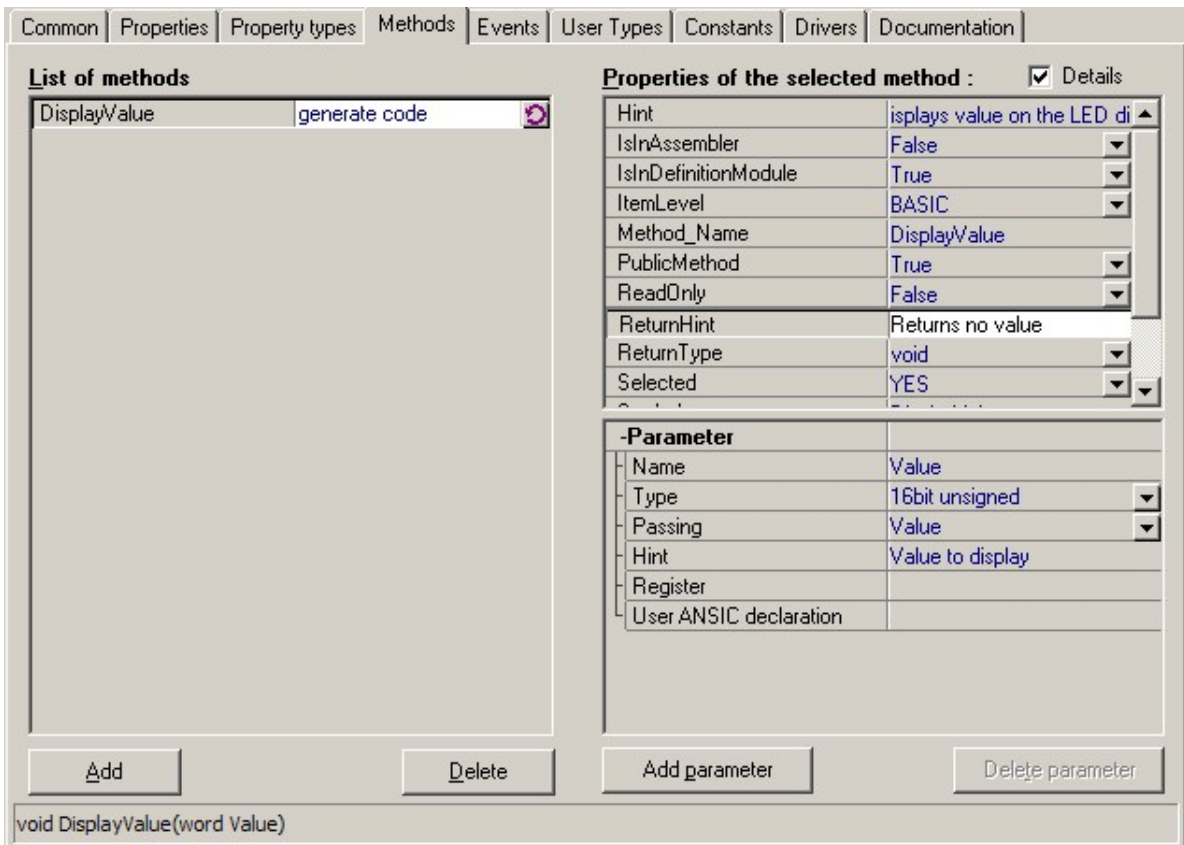 Common Properties Property types Methods Events User Types Constants Drivers Documentation
List of methods
DisplayValue generate code
Properties of the selected method : Details
Hint isplays value on the LED di
IsInAssembler False
IsInDefinitionModule True
ItemLevel BASIC
Method_Name DisplayValue
PublicMethod True
ReadOnly False
ReturnHint Returns no value
ReturnType void
Selected YES
-Parameter
Name Value
Type 16bit unsigned
Passing Value
Hint Value to display
Register
User ANSIC declaration
Add Delete Add parameter Delete parameter
void DisplayValue(word Value)